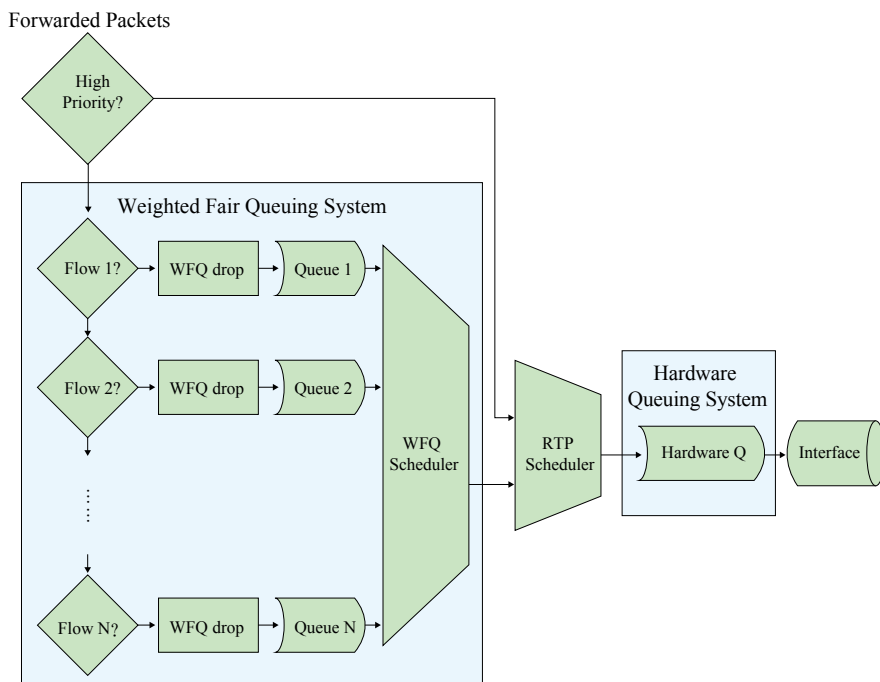 Forwarded Packets
High
Priority?
Weighted Fair Queuing System
Flow 1?
WFQ drop
Queue 1
Flow 2?
WFQ drop
Queue 2
WFQ
Scheduler
RTP
Scheduler
Hardware
Queuing System
Hardware Q
Interface
......
Flow N?
WFQ drop
Queue N